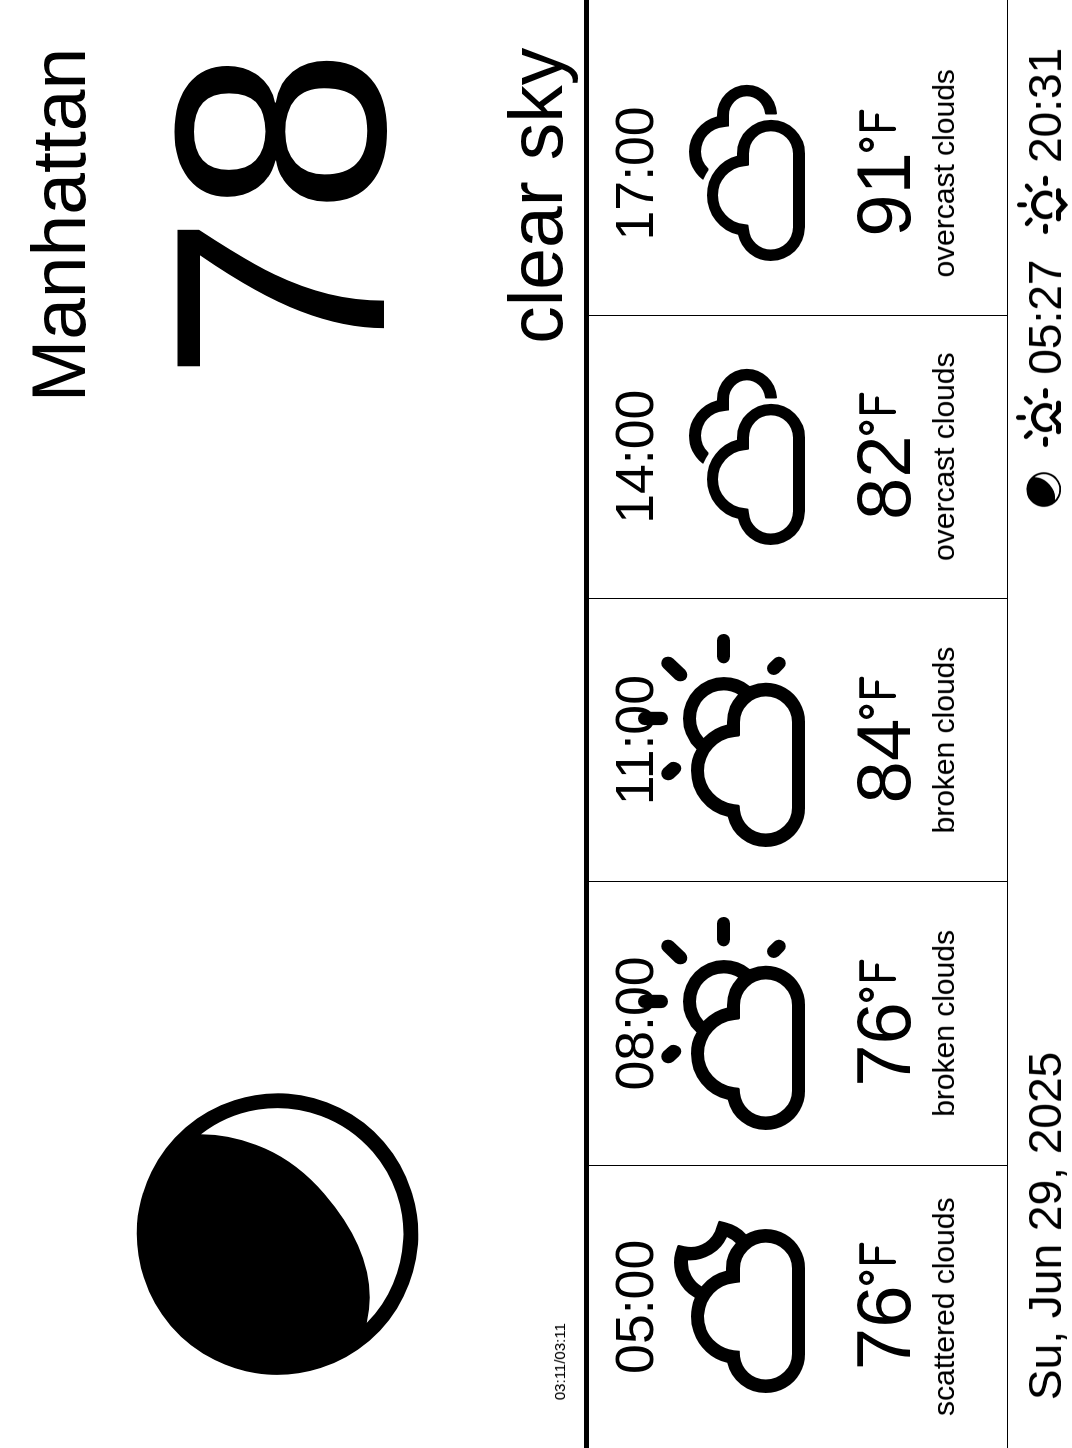 Manhattan
78
clear sky
03:11/03:11
05:00
76°F
scattered clouds
08:00
76°F
broken clouds
11:00
84°F
broken clouds
14:00
82°F
overcast clouds
17:00
91°F
overcast clouds
Su, Jun 29, 2025
05:27 20:31